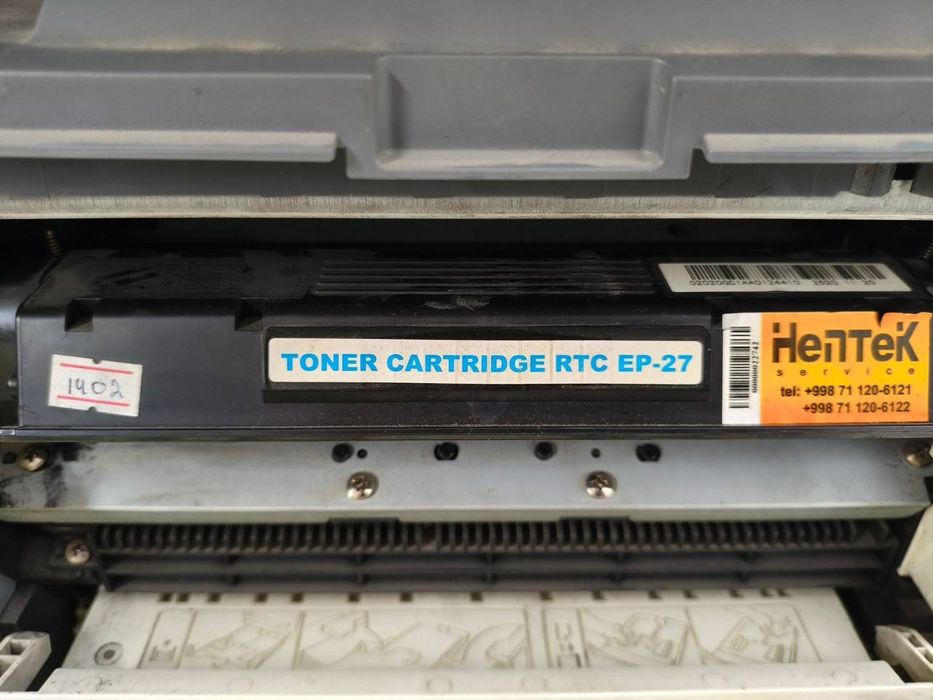 TONER CARTRIDGE RTC EP-27
1402
HenTeK
service
tel: +998 71 120-6121
+998 71 120-6122